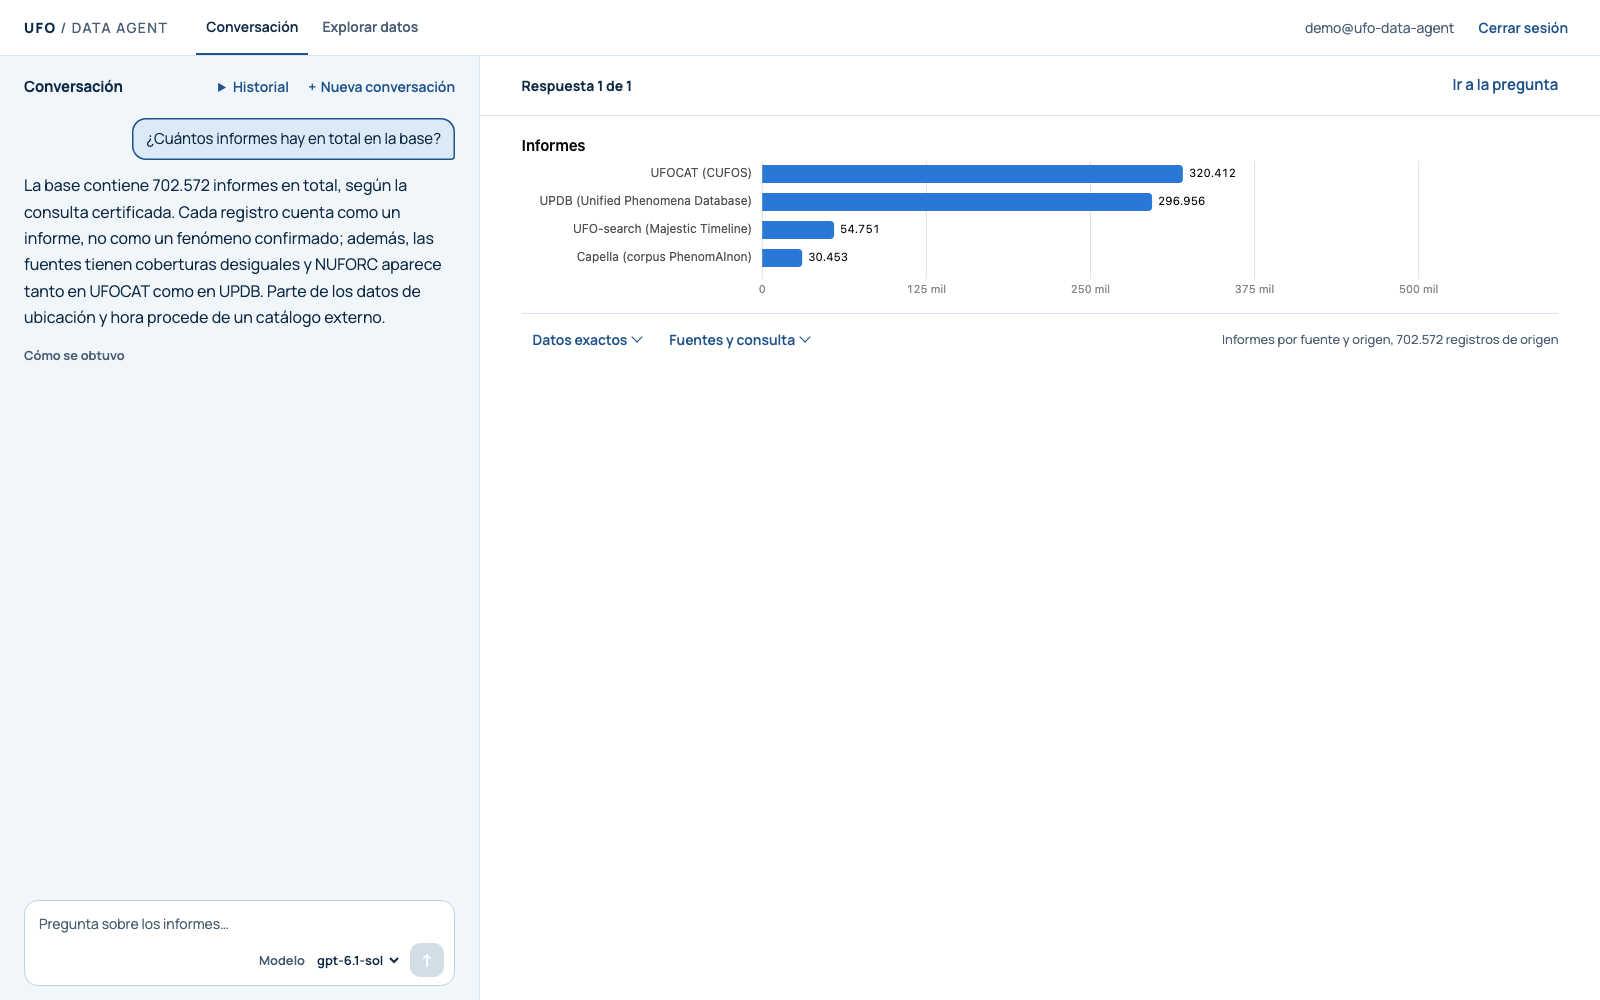 UFO / DATA AGENT
Conversación
Explorar datos
demo@ufo-data-agent
Cerrar sesión
Conversación
Historial
+ Nueva conversación
¿Cuántos informes hay en total en la base?
La base contiene 702.572 informes en total, según la
consulta certificada. Cada registro cuenta como un
informe, no como un fenómeno confirmado; además, las
fuentes tienen coberturas desiguales y NUFORC aparece
tanto en UFOCAT como en UPDB. Parte de los datos de
ubicación y hora procede de un catálogo externo.
Cómo se obtuvo
Pregunta sobre los informes…
Modelo gpt-6.1-sol
Respuesta 1 de 1
Ir a la pregunta
Informes
UFOCAT (CUFOS) 320.412
UPDB (Unified Phenomena Database) 296.956
UFO-search (Majestic Timeline) 54.751
Capella (corpus PhenomAInon) 30.453
0 125 mil 250 mil 375 mil 500 mil
Datos exactos
Fuentes y consulta
Informes por fuente y origen, 702.572 registros de origen